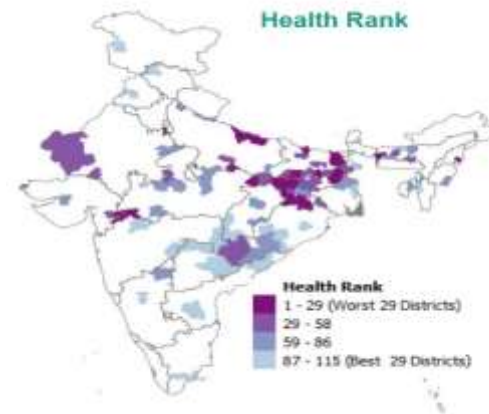 Health Rank
Health Rank
1 - 29 (Worst 29 Districts)
29 - 58
59 - 86
87 - 115 (Best 29 Districts)